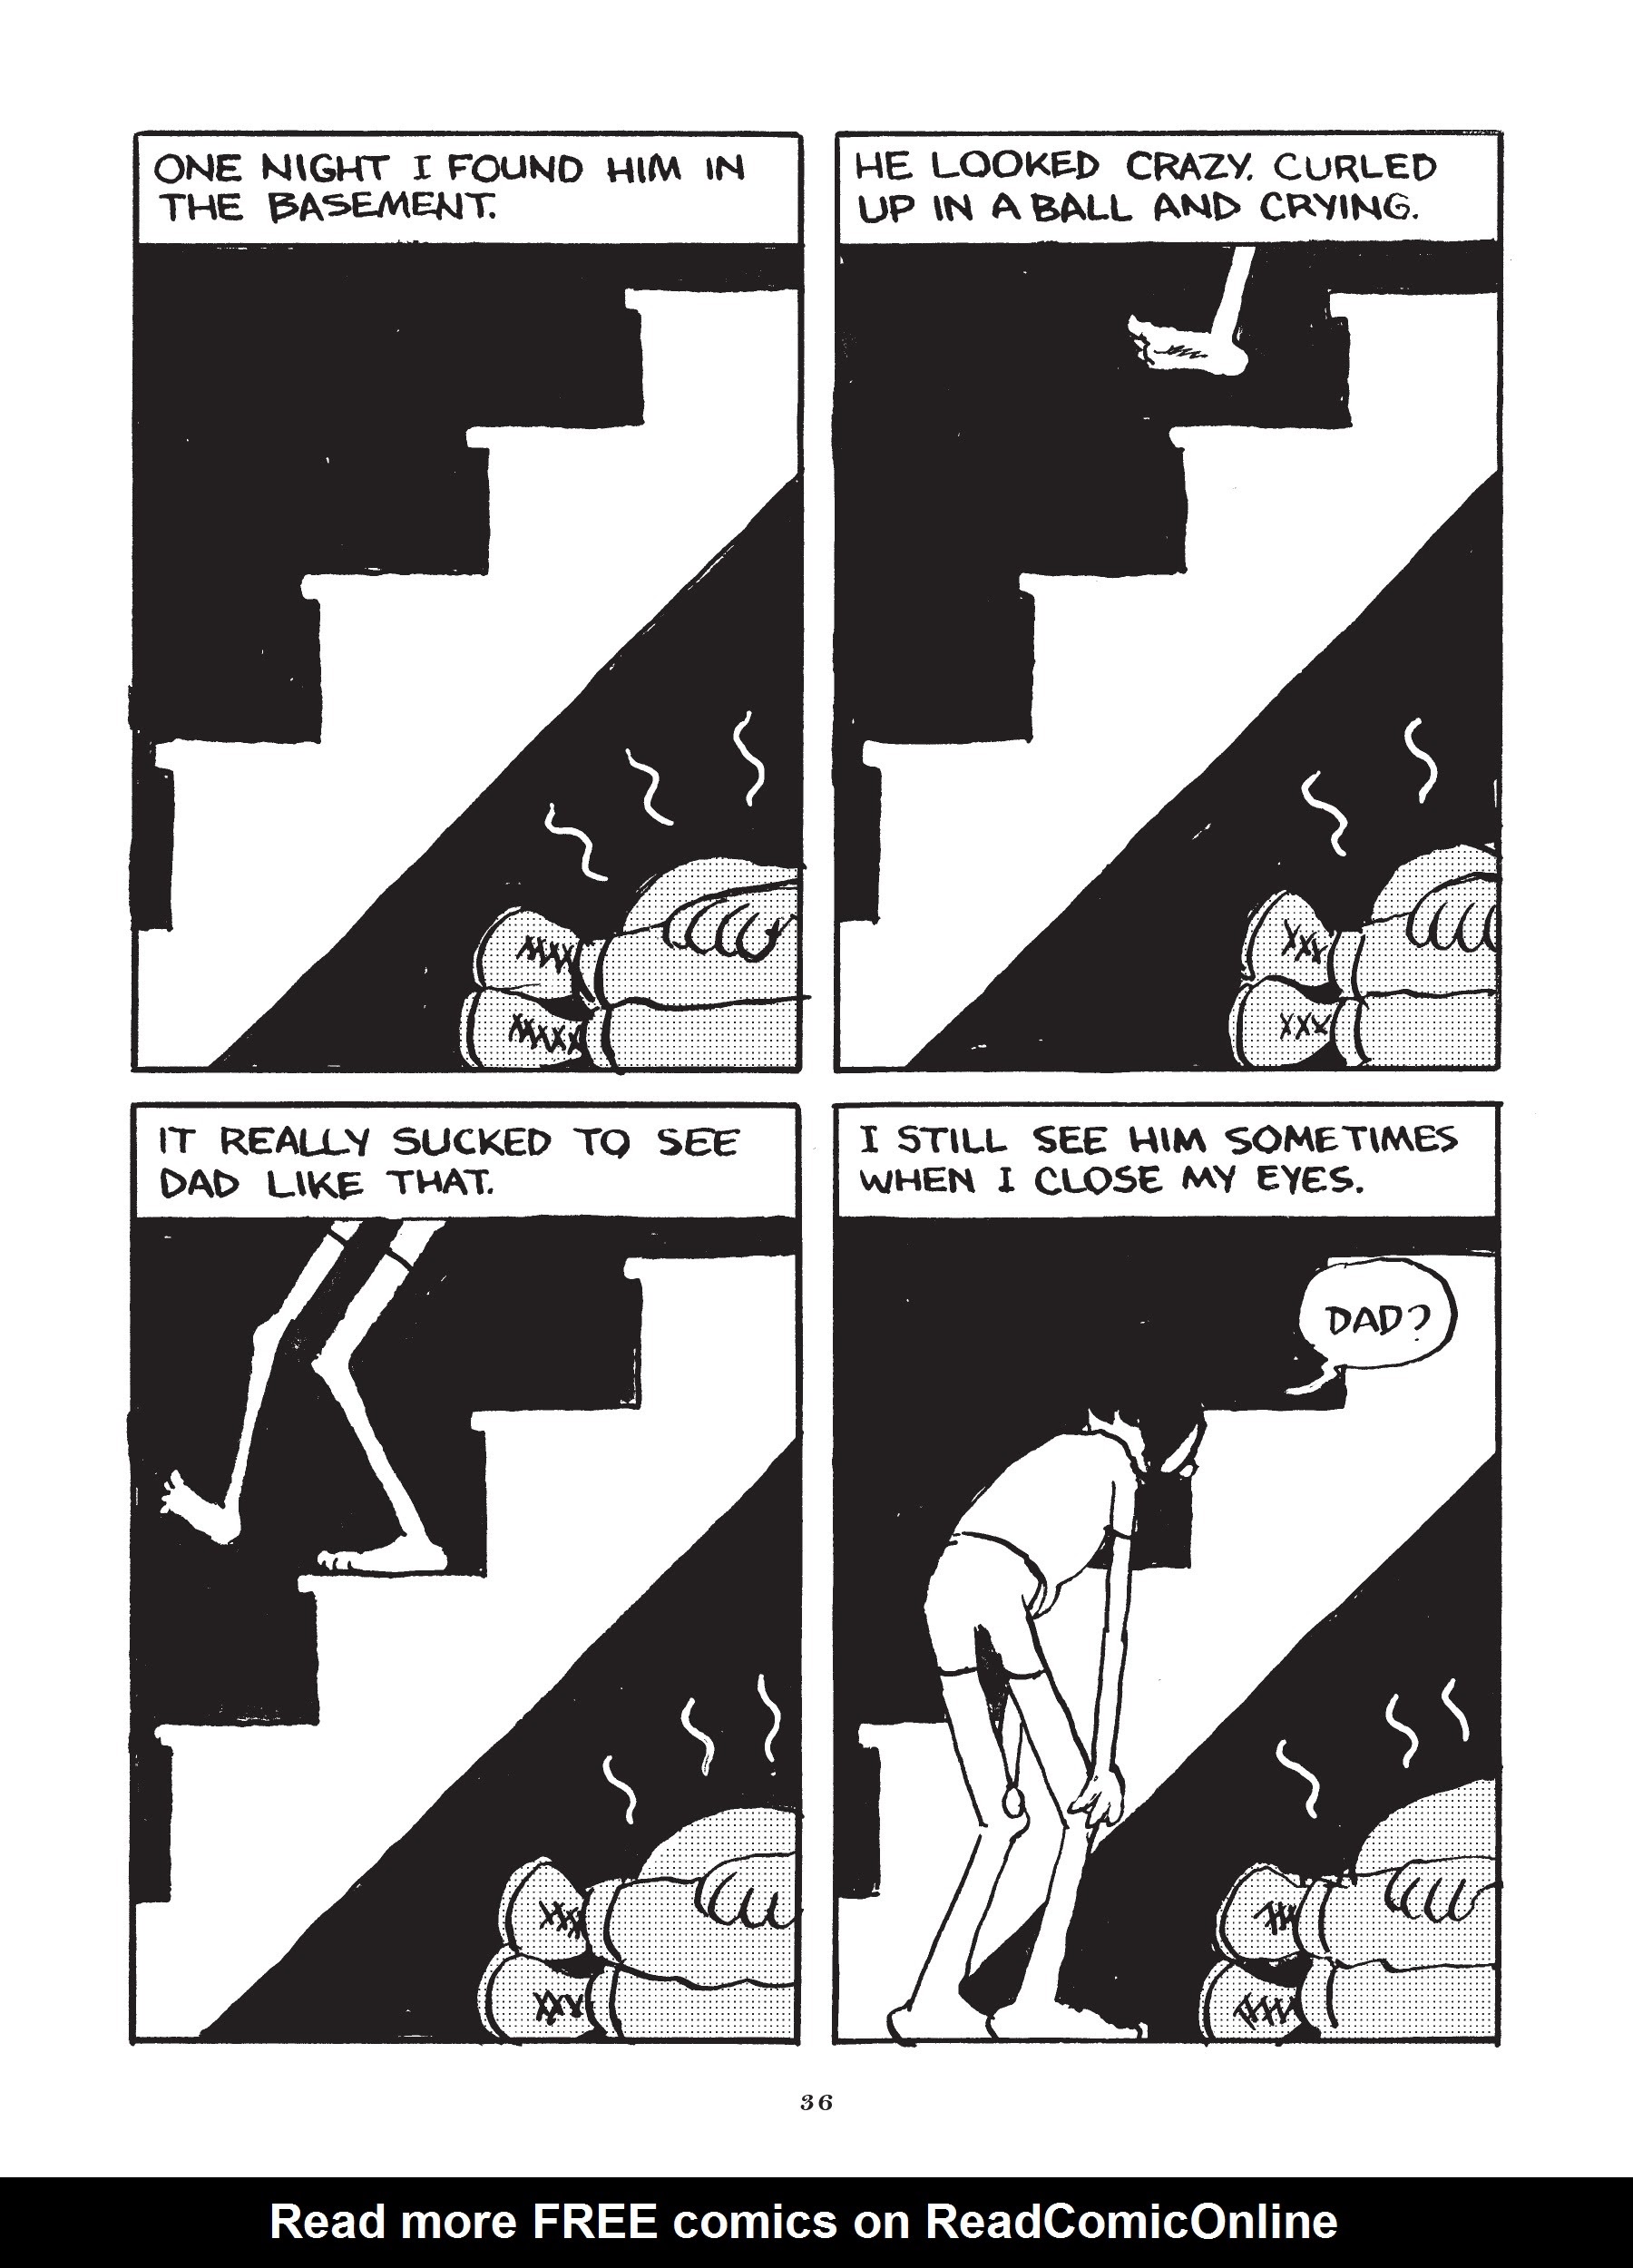 ONE NIGHT I FOUND HIM IN
THE BASEMENT.
HE LOOKED CRAZY. CURLED
UP IN A BALL AND CRYING.
IT REALLY SUCKED TO SEE
DAD LIKE THAT.
I STILL SEE HIM SOMETIMES
WHEN I CLOSE MY EYES.
DAD?
36
Read more FREE comics on ReadComicOnline